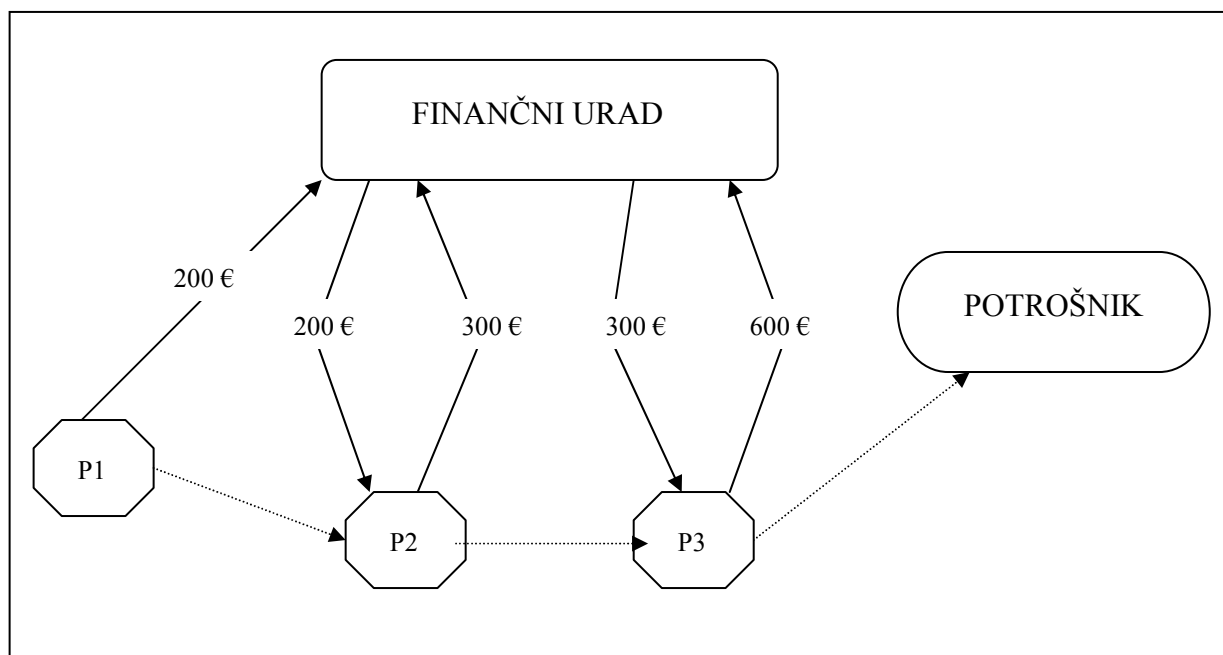 FINANČNI URAD
200 €
200 €
300 €
300 €
600 €
POTROŠNIK
P1
P2
P3